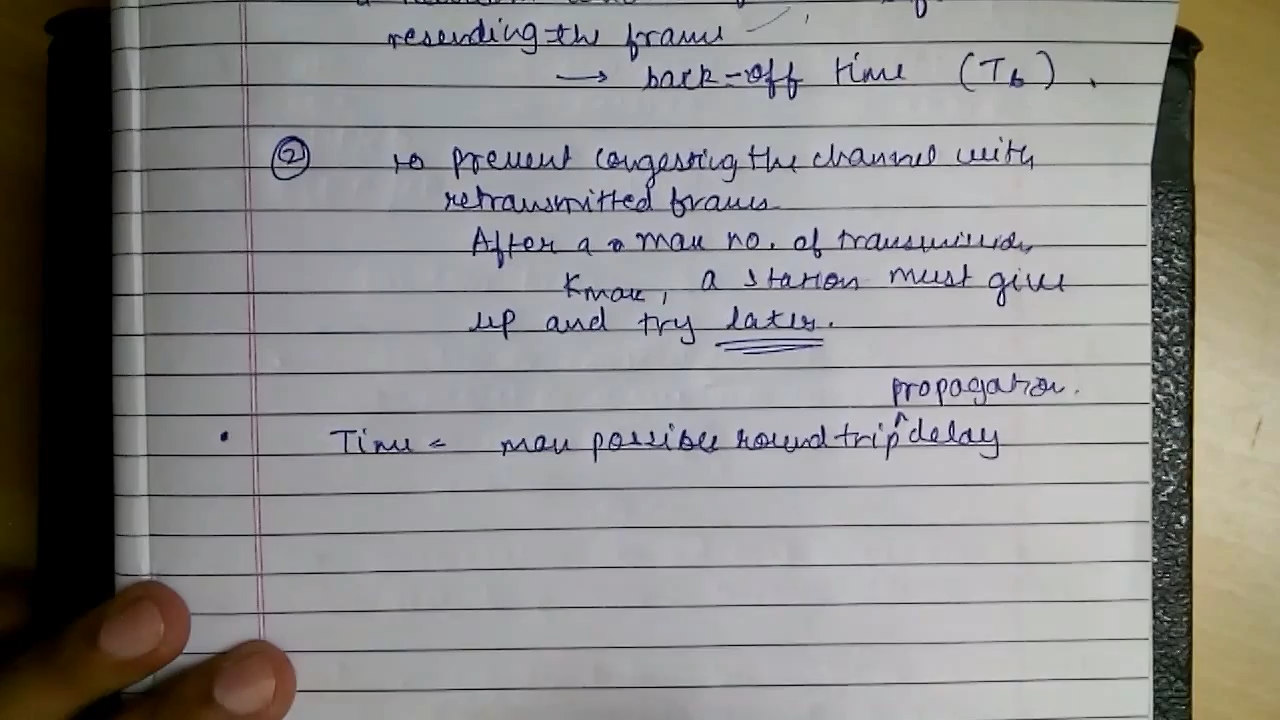 resending the frame
→ back-off time (Tb).
② to prevent congesting the channel with
retransmitted frames
After a max no. of transmission
Kmax, a station must give
up and try later.
propagation.
• Time = max possible round trip ^ delay